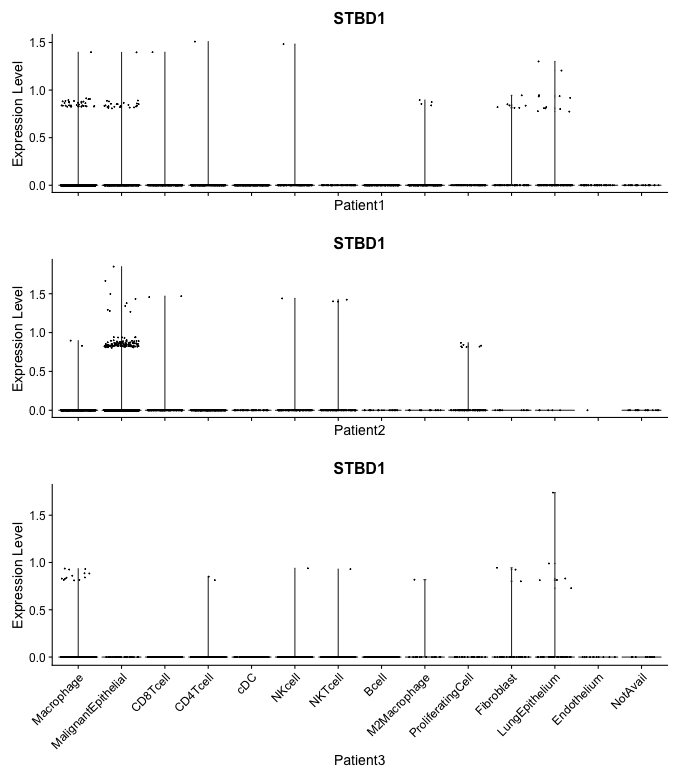 STBD1
Expression Level
1.5
1.0
0.5
0.0
Patient1
STBD1
Expression Level
1.5
1.0
0.5
0.0
Patient2
STBD1
Expression Level
1.5
1.0
0.5
0.0
Macrophage
MalignantEpithelial
CD8Tcell
CD4Tcell
cDC
NKcell
NKTcell
Bcell
M2Macrophage
ProliferatingCell
Fibroblast
LungEpithelium
Endothelium
NotAvail
Patient3